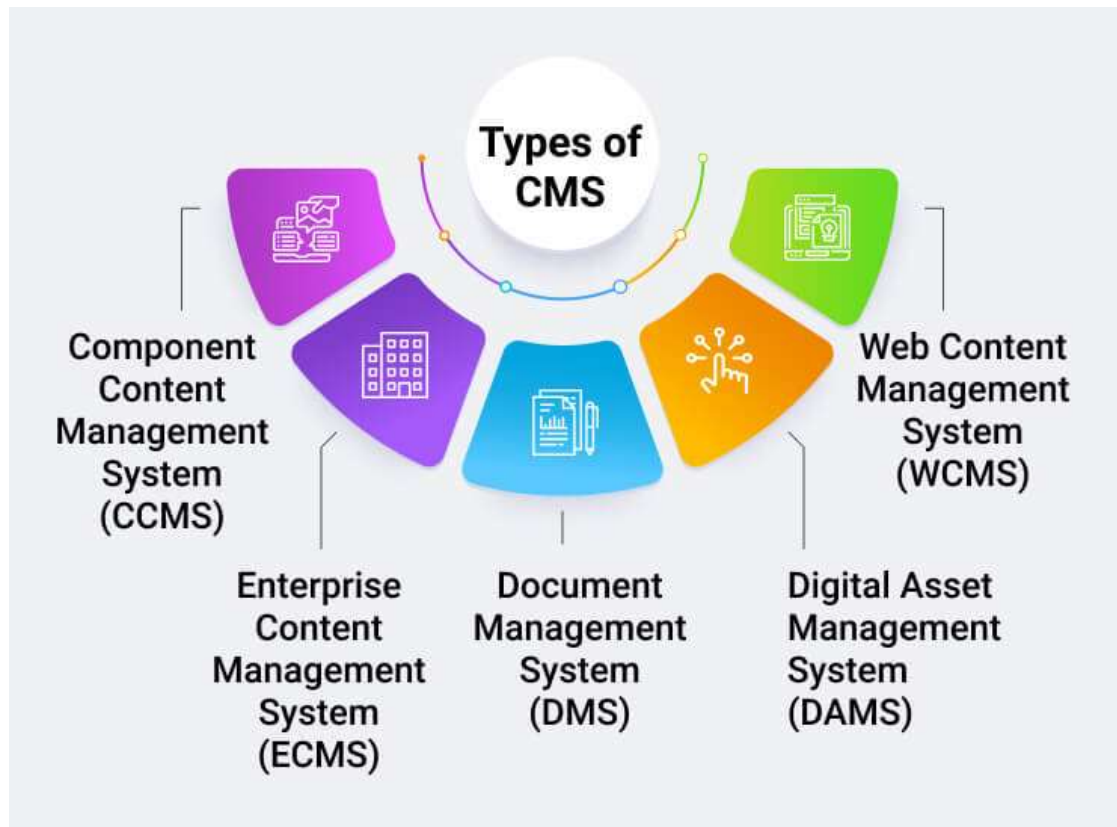 Types of
CMS
Component
Content
Management
System
(CCMS)
Enterprise
Content
Management
System
(ECMS)
Document
Management
System
(DMS)
Digital Asset
Management
System
(DAMS)
Web Content
Management
System
(WCMS)